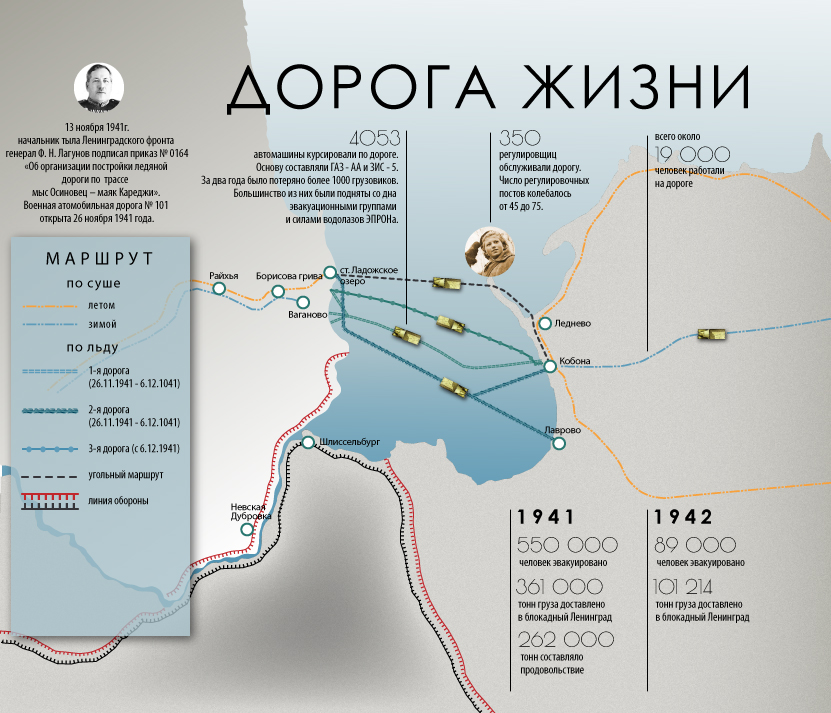 ДОРОГА ЖИЗНИ
13 ноября 1941г.
начальник тыла Ленинградского фронта
генерал Ф. Н. Лагунов подписал приказ № 0164
«Об организации постройки ледяной
дороги по трассе
мыс Осиновец – маяк Кареджи».
Военная атомобильная дорога № 101
открыта 26 ноября 1941 года.
4053
автомашины курсировали по дороге.
Основу составляли ГАЗ - АА и ЗИС - 5.
За два года было потеряно более 1000 грузовиков.
Большинство из них были подняты со дна
эвакуационными группами
и силами водолазов ЭПРОНа.
350
регулировщиц
обслуживали дорогу.
Число регулировочных
постов колебалось
от 45 до 75.
всего около
19 000
человек работали
на дороге
МАРШРУТ
по суше
летом
зимой
по льду
1-я дорога
(26.11.1941 - 6.12.1041)
2-я дорога
(26.11.1941 - 6.12.1041)
3-я дорога (с 6.12.1941)
угольный маршрут
линия обороны
Райхья
Борисова грива
ст. Ладожское
озеро
Ваганово
Леднево
Кобона
Лаврово
Шлиссельбург
Невская
Дубровка
1941
550 000
человек эвакуировано
361 000
тонн груза доставлено
в блокадный Ленинград
262 000
тонн составляло
продовольствие
1942
89 000
человек эвакуировано
101 214
тонн груза доставлено
в блокадный Ленинград